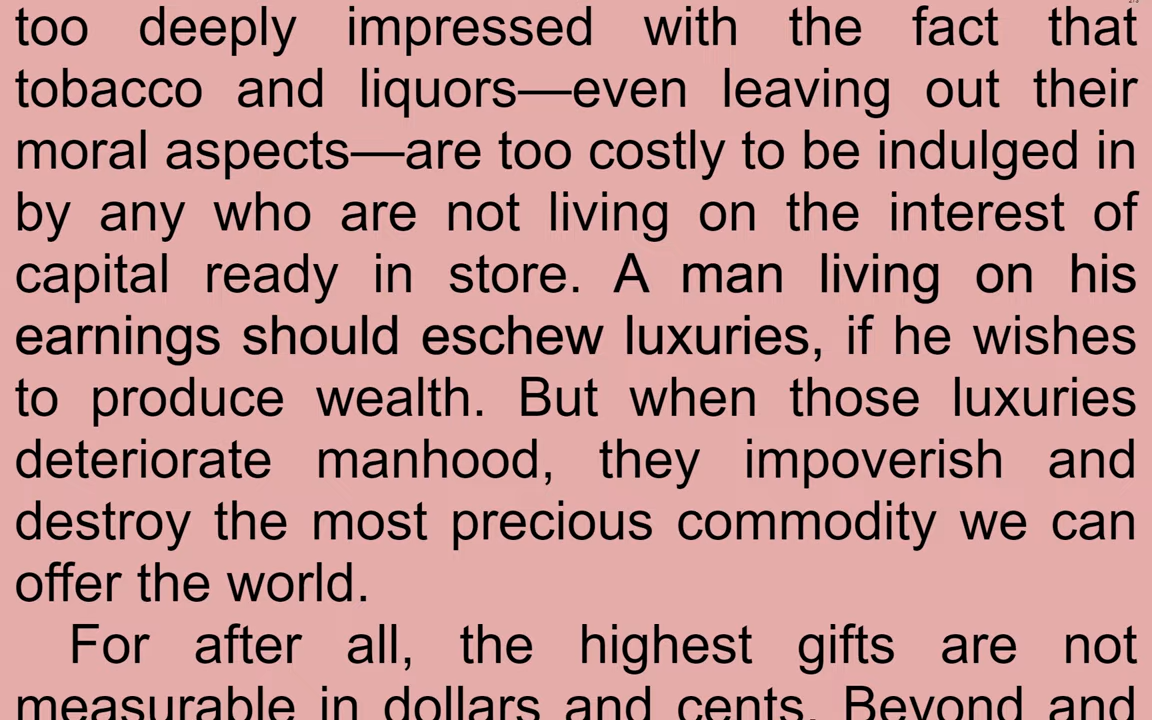 too deeply impressed with the fact that
tobacco and liquors—even leaving out their
moral aspects—are too costly to be indulged in
by any who are not living on the interest of
capital ready in store. A man living on his
earnings should eschew luxuries, if he wishes
to produce wealth. But when those luxuries
deteriorate manhood, they impoverish and
destroy the most precious commodity we can
offer the world.
For after all, the highest gifts are not
measurable in dollars and cents. Beyond and